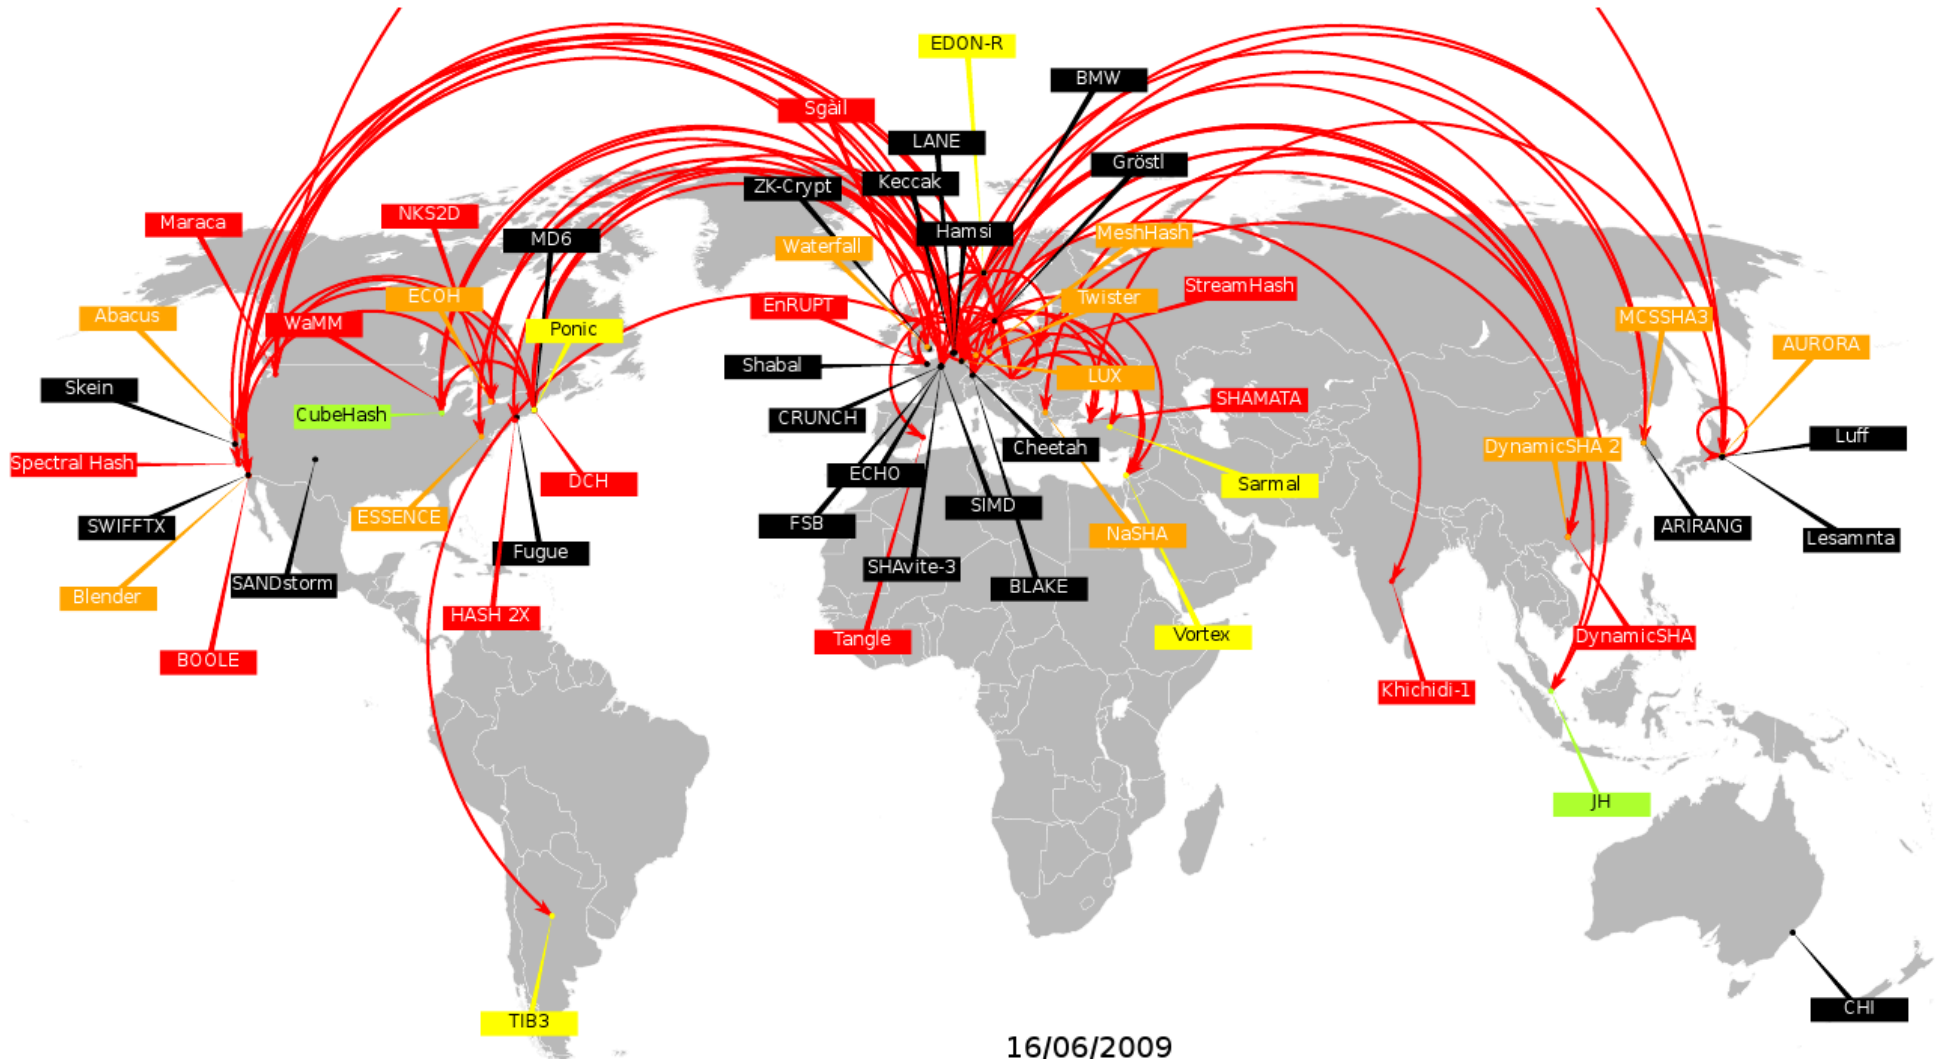 EDON-R
BMW
Sgàil
LANE
Gröstl
Keccak
ZK-Crypt
Maraca
NKS2D
MD6
Hamsi
MeshHash
Waterfall
StreamHash
ECOH
Twister
EnRUPT
Abacus
WaMM
Ponic
MCSSHA3
AURORA
Shabal
LUX
Skein
CubeHash
SHAMATA
CRUNCH
Luff
Cheetah
DynamicSHA 2
Spectral Hash
ECHO
DCH
Sarmal
SIMD
ESSENCE
SWIFFTX
FSB
ARIRANG
NaSHA
Lesamnta
Fugue
SHAvite-3
SANDstorm
BLAKE
Blender
HASH 2X
Tangle
Vortex
DynamicSHA
BOOLE
Khichidi-1
JH
CHI
TIB3
16/06/2009